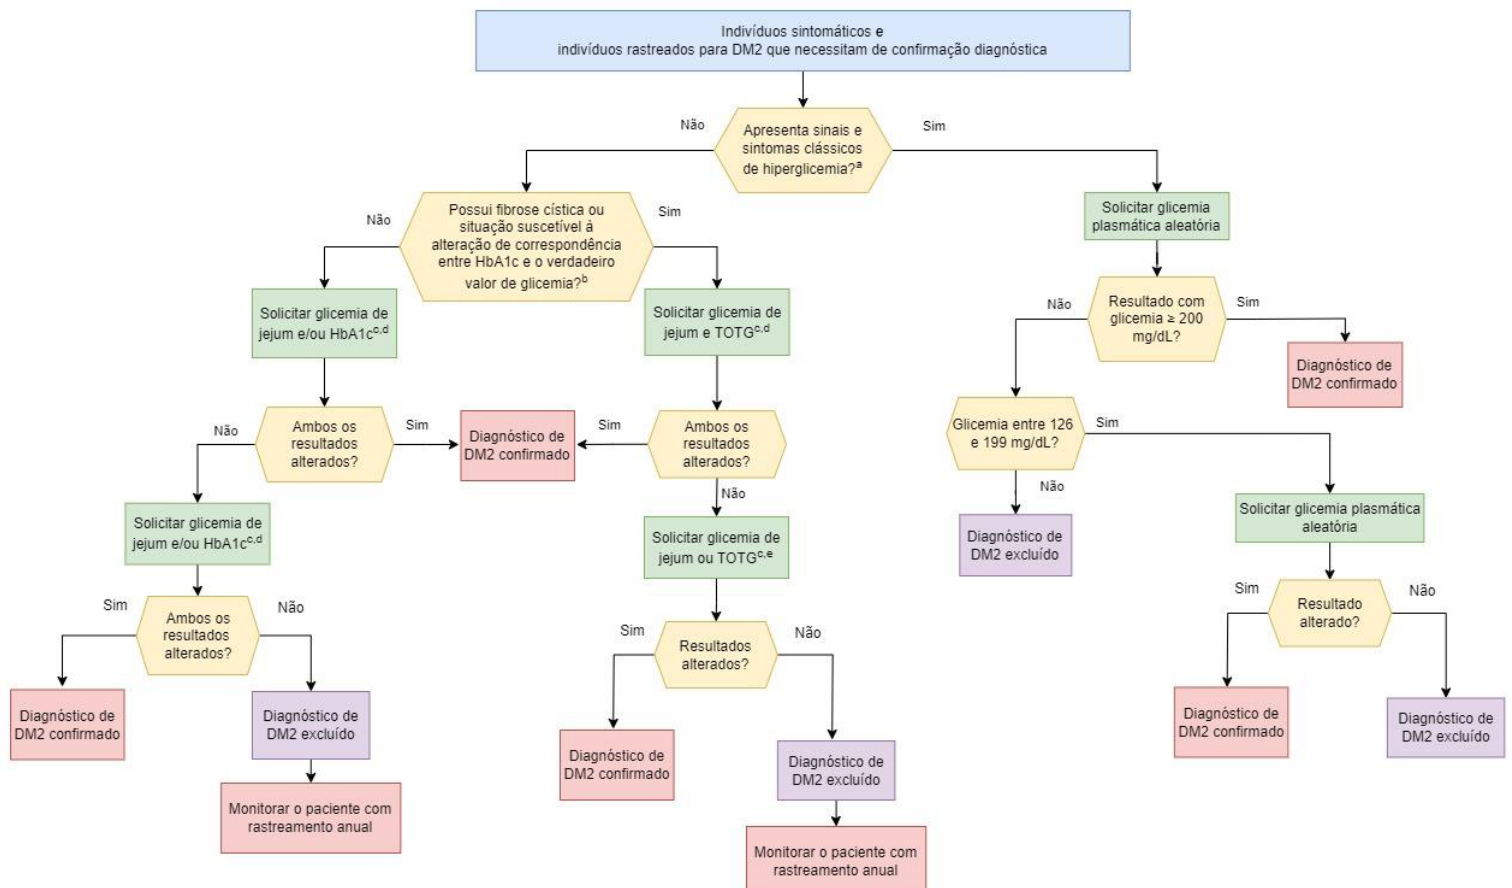 Indivíduos sintomáticos e
indivíduos rastreados para DM2 que necessitam de confirmação diagnóstica
Não
Apresenta sinais e
sintomas clássicos
de hiperglicemia?ª
Sim
Não
Possui fibrose cística ou
situação suscetível à
alteração de correspondência
entre HbA1c e o verdadeiro
valor de glicemia?ᵇ
Sim
Solicitar glicemia
plasmática aleatória
Solicitar glicemia de
jejum e/ou HbA1cᶜ,ᵈ
Solicitar glicemia de
jejum e TOTGᶜ,ᵈ
Não
Resultado com
glicemia ≥ 200
mg/dL?
Sim
Diagnóstico de
DM2 confirmado
Não
Ambos os
resultados
alterados?
Sim
Diagnóstico de
DM2 confirmado
Sim
Ambos os
resultados
alterados?
Não
Glicemia entre 126
e 199 mg/dL?
Sim
Não
Solicitar glicemia de
jejum e/ou HbA1cᶜ,ᵈ
Solicitar glicemia de
jejum ou TOTGᶜ,ᵉ
Diagnóstico de
DM2 excluído
Solicitar glicemia plasmática
aleatória
Sim
Ambos os
resultados
alterados?
Não
Sim
Resultados
alterados?
Não
Sim
Resultado
alterado?
Não
Diagnóstico de
DM2 confirmado
Diagnóstico de
DM2 excluído
Diagnóstico de
DM2 confirmado
Diagnóstico de
DM2 excluído
Diagnóstico de
DM2 confirmado
Diagnóstico de
DM2 excluído
Monitorar o paciente com
rastreamento anual
Monitorar o paciente com
rastreamento anual